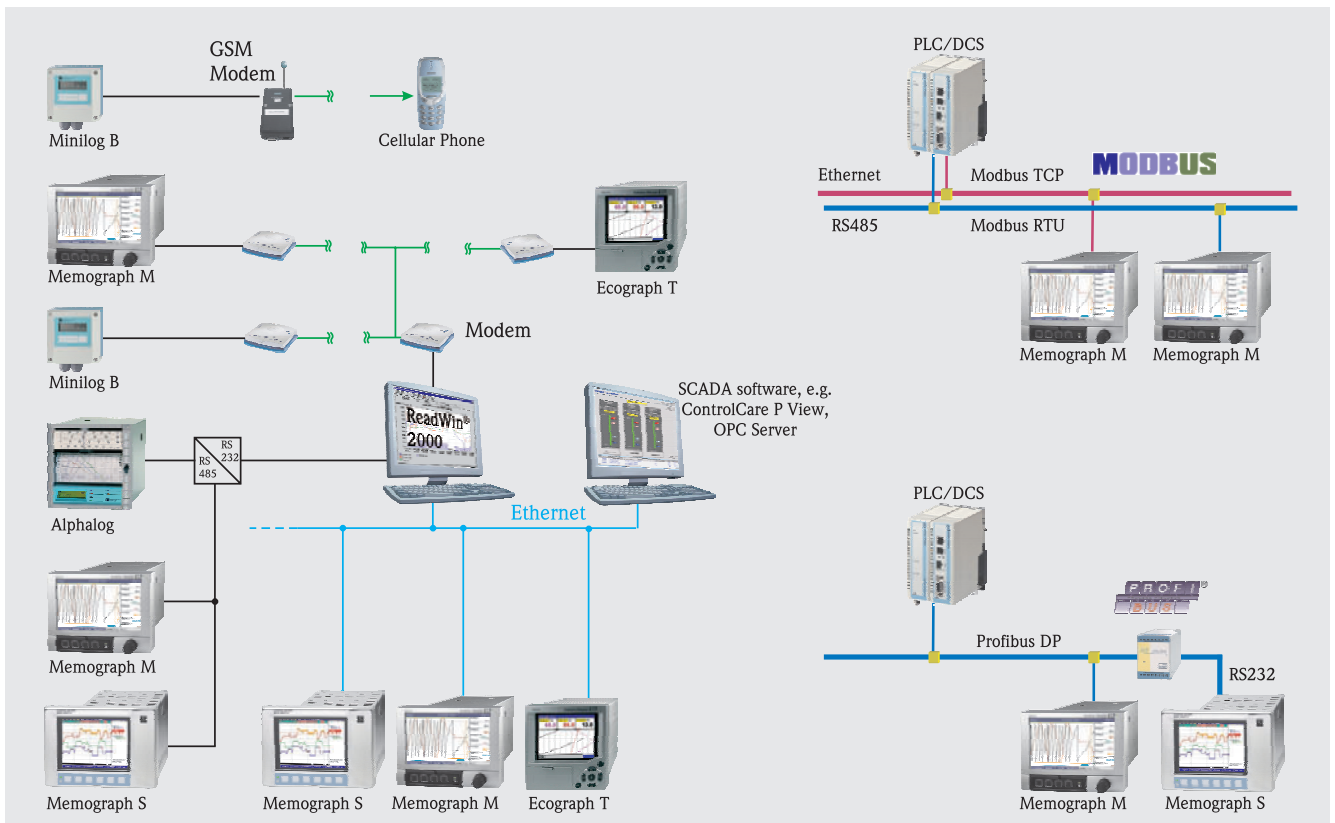 GSM
Modem
Minilog B
Cellular Phone
Memograph M
Ecograph T
Minilog B
Modem
ReadWin®
2000
SCADA software, e.g.
ControlCare P View,
OPC Server
Alphalog
RS
232
RS
485
Ethernet
Memograph M
Memograph S
Memograph S
Memograph M
Ecograph T
PLC/DCS
Ethernet
Modbus TCP
MODBUS
RS485
Modbus RTU
Memograph M
Memograph M
PLC/DCS
PROFI®
BUS
Profibus DP
RS232
Memograph M
Memograph S